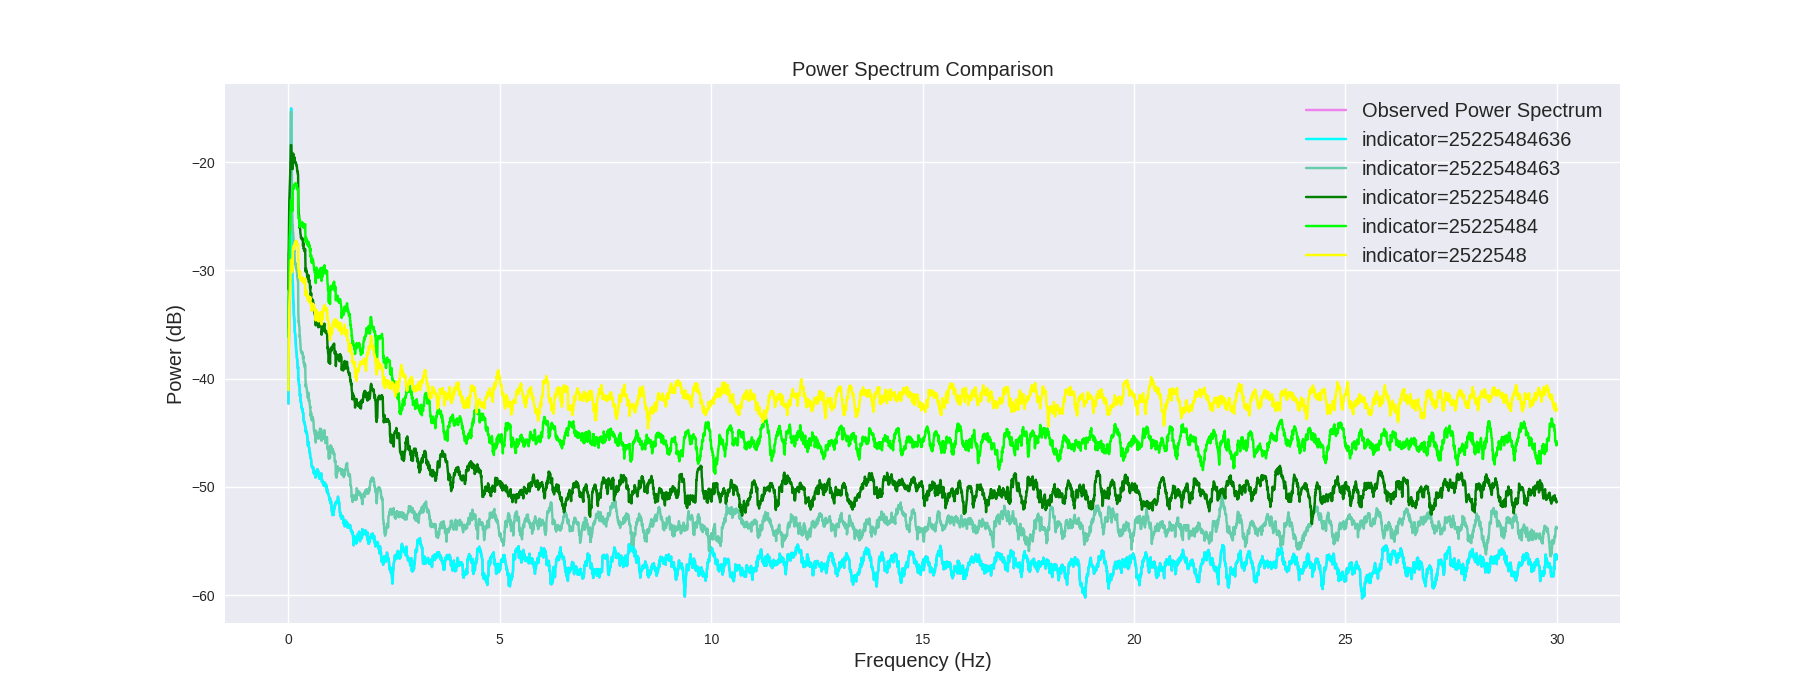 Power Spectrum Comparison
Observed Power Spectrum
indicator=25225484636
indicator=2522548463
indicator=252254846
indicator=25225484
indicator=2522548
Power (dB)
−20
−30
−40
−50
−60
0 5 10 15 20 25 30
Frequency (Hz)